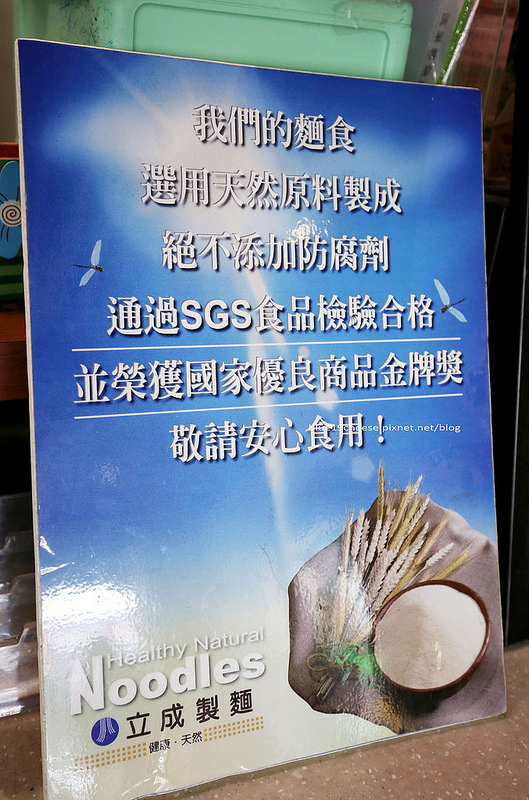 我們的麵食
選用天然原料製成
絕不添加防腐劑
通過SGS食品檢驗合格
並榮獲國家優良商品金牌獎
敬請安心食用！
Healthy Natural
Noodles
立成製麵
健康・天然